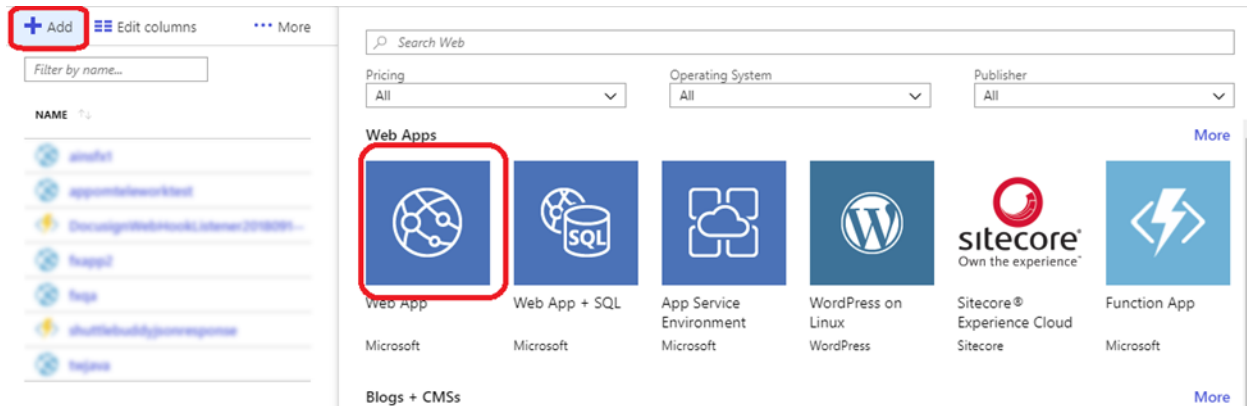 Add
Edit columns
More
Filter by name...
NAME
Search Web
Pricing
Operating System
Publisher
All
All
All
Web Apps
More
SQL
sitecore
Own the experience
Web App
Web App + SQL
App Service
Environment
WordPress on
Linux
Sitecore®
Experience Cloud
Function App
Microsoft
Microsoft
Microsoft
WordPress
Sitecore
Microsoft
Blogs + CMSs
More